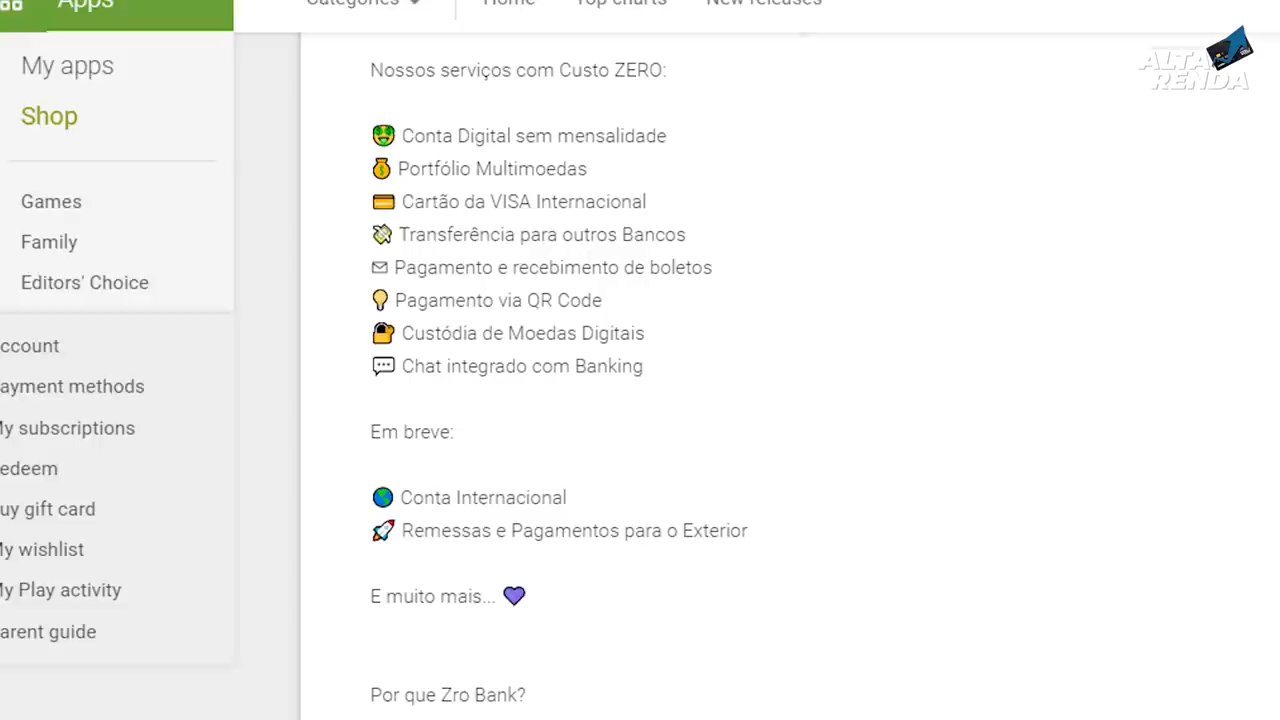 Apps
Categories
Home
Top charts
New releases
My apps
Shop
Games
Family
Editors' Choice
ccount
ayment methods
My subscriptions
edeem
uy gift card
My wishlist
My Play activity
arent guide
ALTA
RENDA
Nossos serviços com Custo ZERO:
Conta Digital sem mensalidade
Portfólio Multimoedas
Cartão da VISA Internacional
Transferência para outros Bancos
Pagamento e recebimento de boletos
Pagamento via QR Code
Custódia de Moedas Digitais
Chat integrado com Banking
Em breve:
Conta Internacional
Remessas e Pagamentos para o Exterior
E muito mais...
Por que Zro Bank?